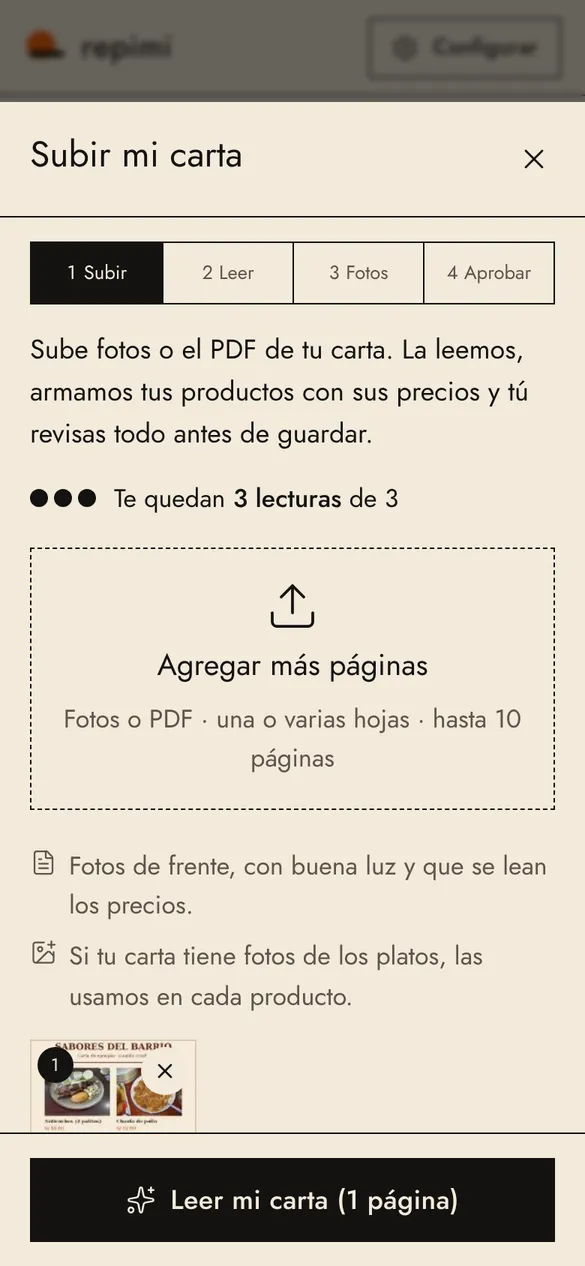 repimi
Configurar
Subir mi carta
1 Subir
2 Leer
3 Fotos
4 Aprobar
Sube fotos o el PDF de tu carta. La leemos,
armamos tus productos con sus precios y tú
revisas todo antes de guardar.
Te quedan 3 lecturas de 3
Agregar más páginas
Fotos o PDF · una o varias hojas · hasta 10
páginas
Fotos de frente, con buena luz y que se lean
los precios.
Si tu carta tiene fotos de los platos, las
usamos en cada producto.
SABORES DEL BARRIO
1
Leer mi carta (1 página)